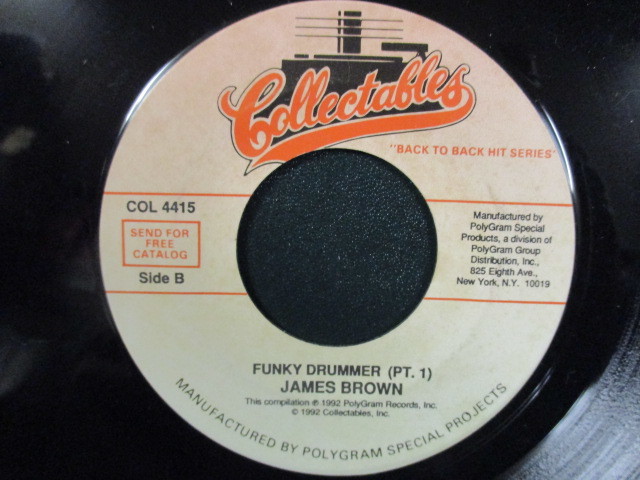 Collectables
"BACK TO BACK HIT SERIES"
COL 4415
SEND FOR
FREE
CATALOG
Side B
Manufactured by
PolyGram Special
Products, a division of
PolyGram Group
Distribution, Inc.,
825 Eighth Ave.,
New York, N.Y. 10019
FUNKY DRUMMER (PT. 1)
JAMES BROWN
This compilation ℗ 1992 PolyGram Records, Inc.
© 1992 Collectables, Inc.
MANUFACTURED BY POLYGRAM SPECIAL PROJECTS